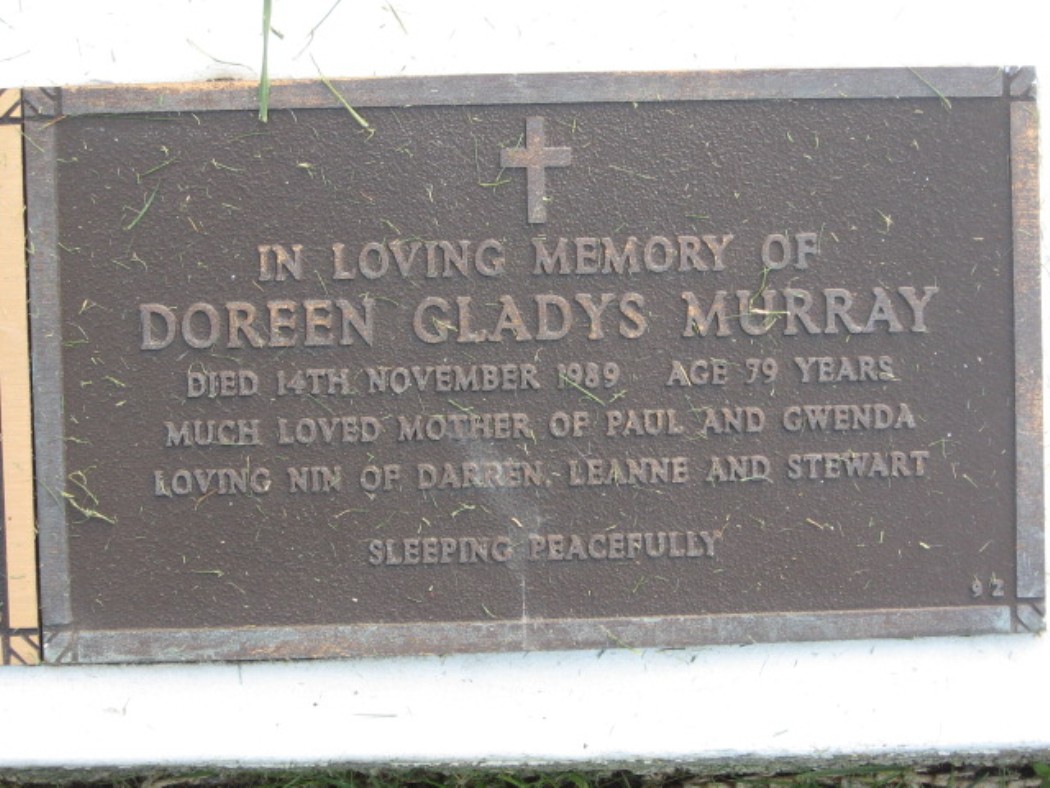 IN LOVING MEMORY OF
DOREEN GLADYS MURRAY
DIED 14TH NOVEMBER 1989 AGE 79 YEARS
MUCH LOVED MOTHER OF PAUL AND GWENDA
LOVING NIN OF DARREN, LEANNE AND STEWART
SLEEPING PEACEFULLY
92